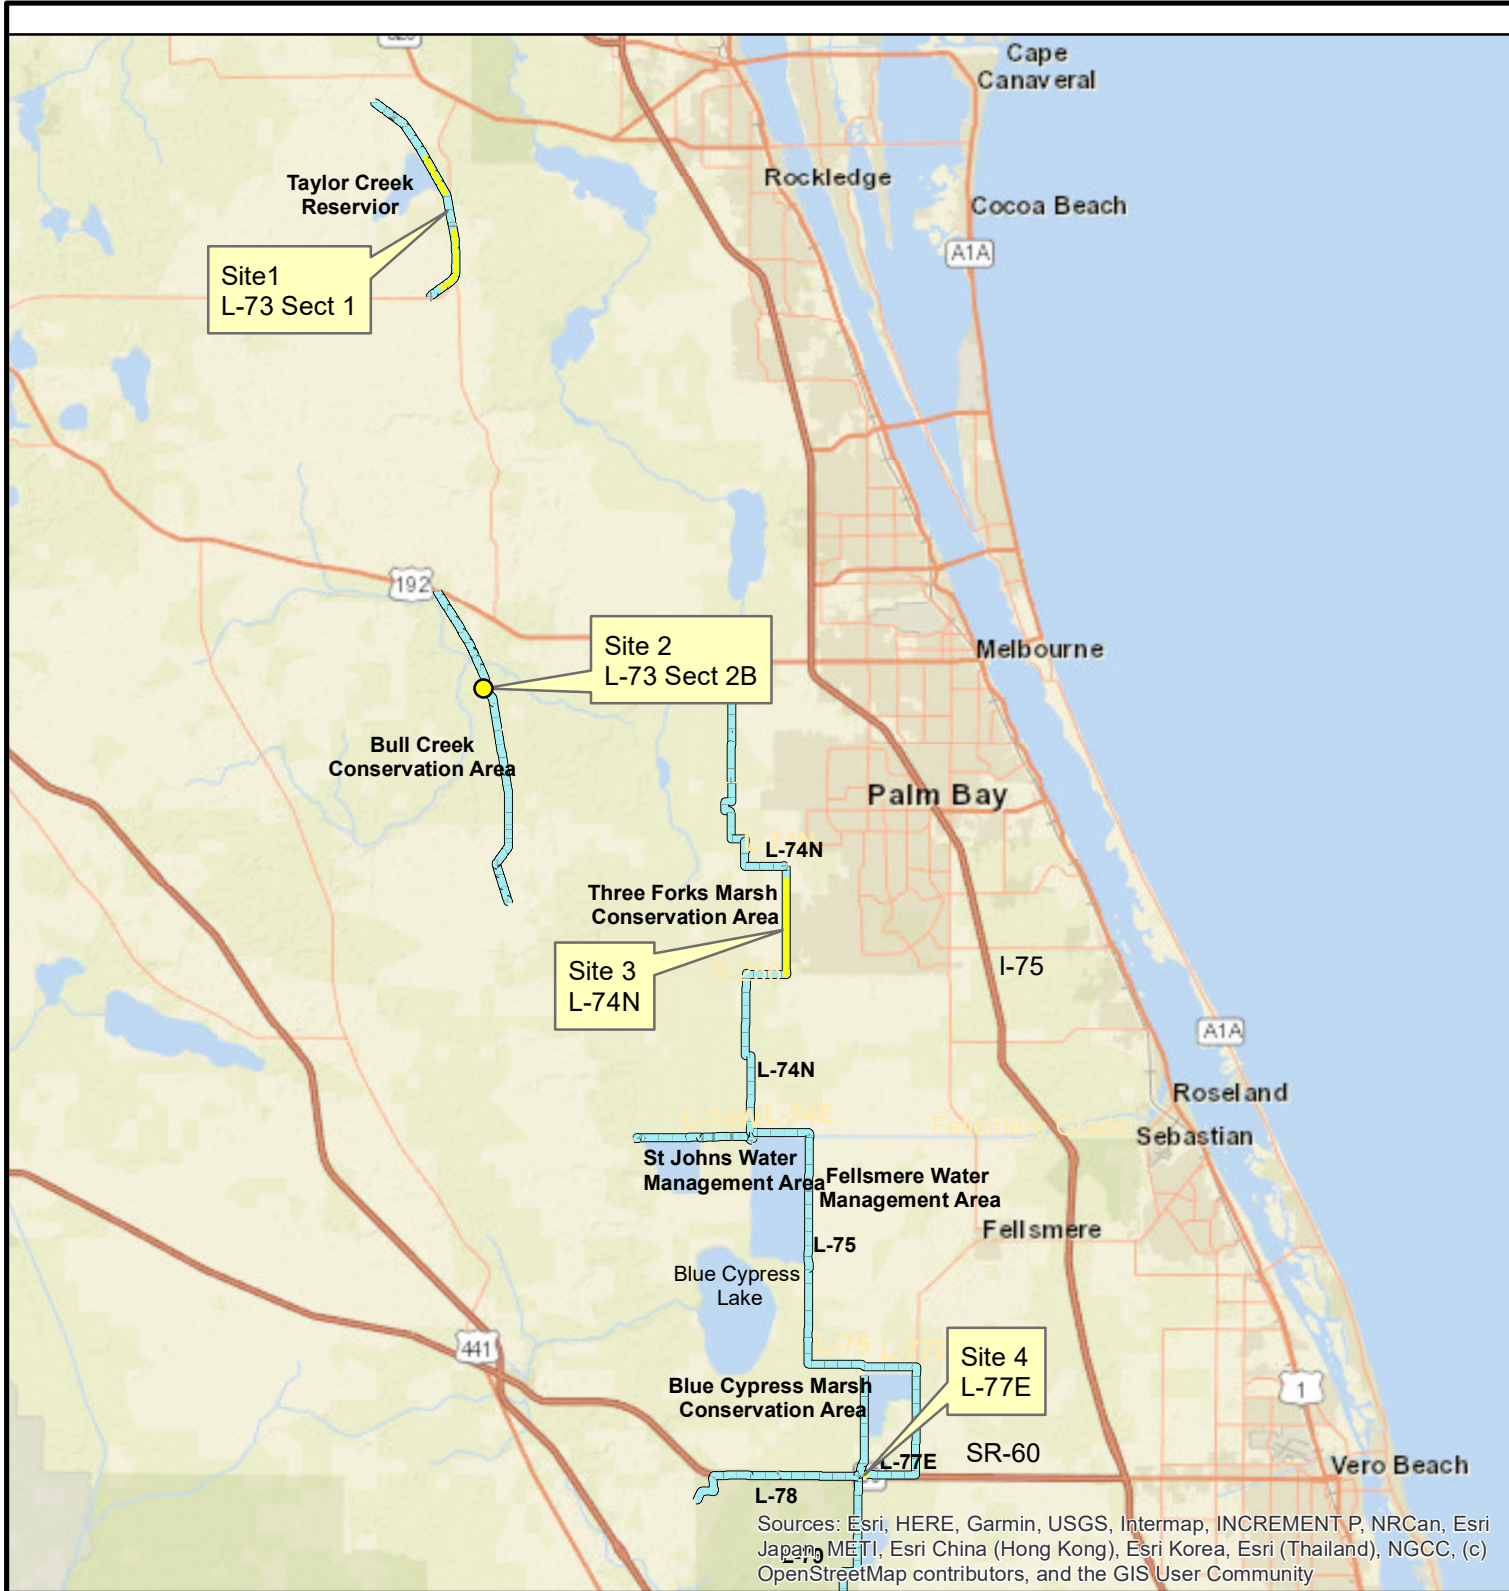 Cape
Canaveral
Rockledge
Taylor Creek
Reservior
Cocoa Beach
A1A
Site1
L-73 Sect 1
192
Site 2
L-73 Sect 2B
Melbourne
Bull Creek
Conservation Area
Palm Bay
L-74N
Three Forks Marsh
Conservation Area
Site 3
L-74N
I-75
A1A
L-74N
Roseland
L-74E
Fellsmere Grade
Sebastian
St Johns Water
Management Area
Fellsmere Water
Management Area
Fellsmere
L-75
Blue Cypress
Lake
441
L-75
Site 4
L-77E
Blue Cypress Marsh
Conservation Area
1
SR-60
L-77E
Vero Beach
L-78
Sources: Esri, HERE, Garmin, USGS, Intermap, INCREMENT P, NRCan, Esri
Japan, METI, Esri China (Hong Kong), Esri Korea, Esri (Thailand), NGCC, (c)
OpenStreetMap contributors, and the GIS User Community